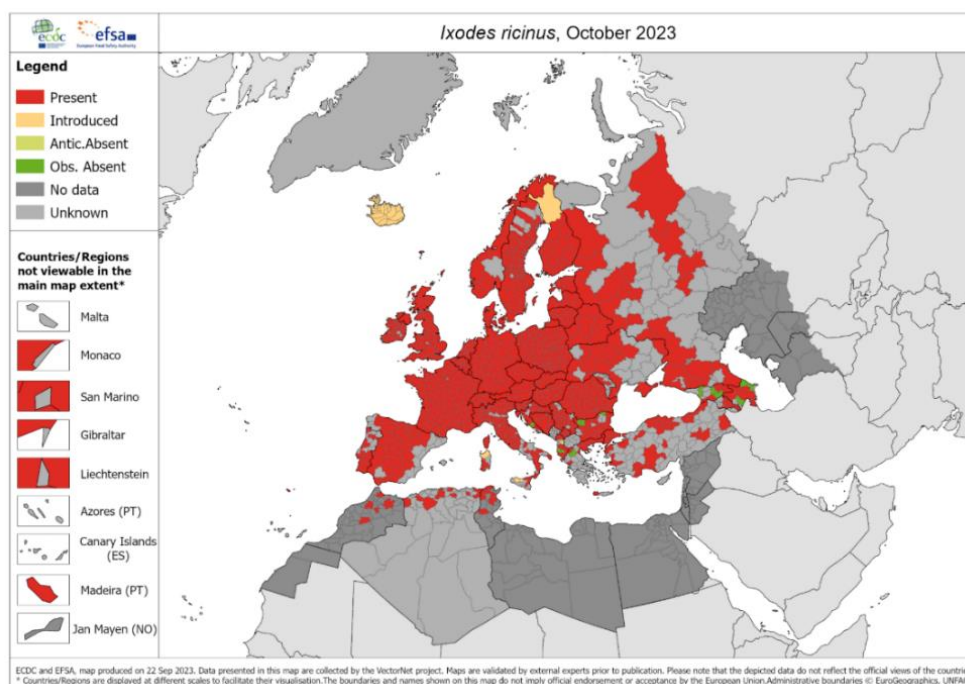 ecdc
efsa
European Food Safety Authority
Ixodes ricinus, October 2023
Legend
Present
Introduced
Antic.Absent
Obs. Absent
No data
Unknown
Countries/Regions
not viewable in the
main map extent*
Malta
Monaco
San Marino
Gibraltar
Liechtenstein
Azores (PT)
Canary Islands
(ES)
Madeira (PT)
Jan Mayen (NO)
ECDC and EFSA, map produced on 22 Sep 2023. Data presented in this map are collected by the VectorNet project. Maps are validated by external experts prior to publication. Please note that the depicted data do not reflect the official views of the countrie
* Countries/Regions are displayed at different scales to facilitate their visualisation.The boundaries and names shown on this map do not imply official endorsement or acceptance by the European Union.Administrative boundaries © EuroGeographics, UNFAO